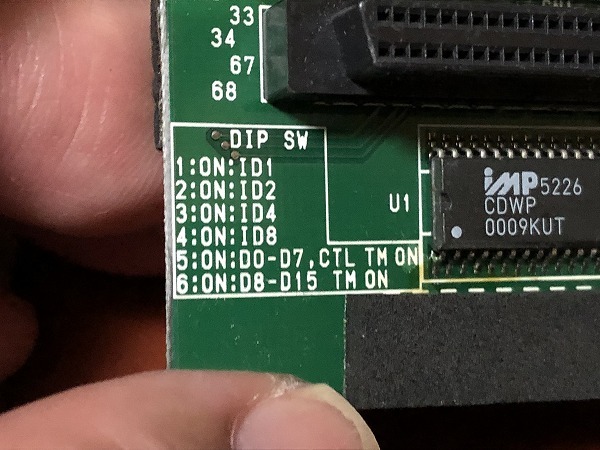 33
34
67
68
DIP SW
1:ON:ID1
2:ON:ID2
3:ON:ID4
4:ON:ID8
5:ON:D0-D7,CTL TM ON
6:ON:D8-D15 TM ON
U1
iMP 5226
CDWP
0009KUT